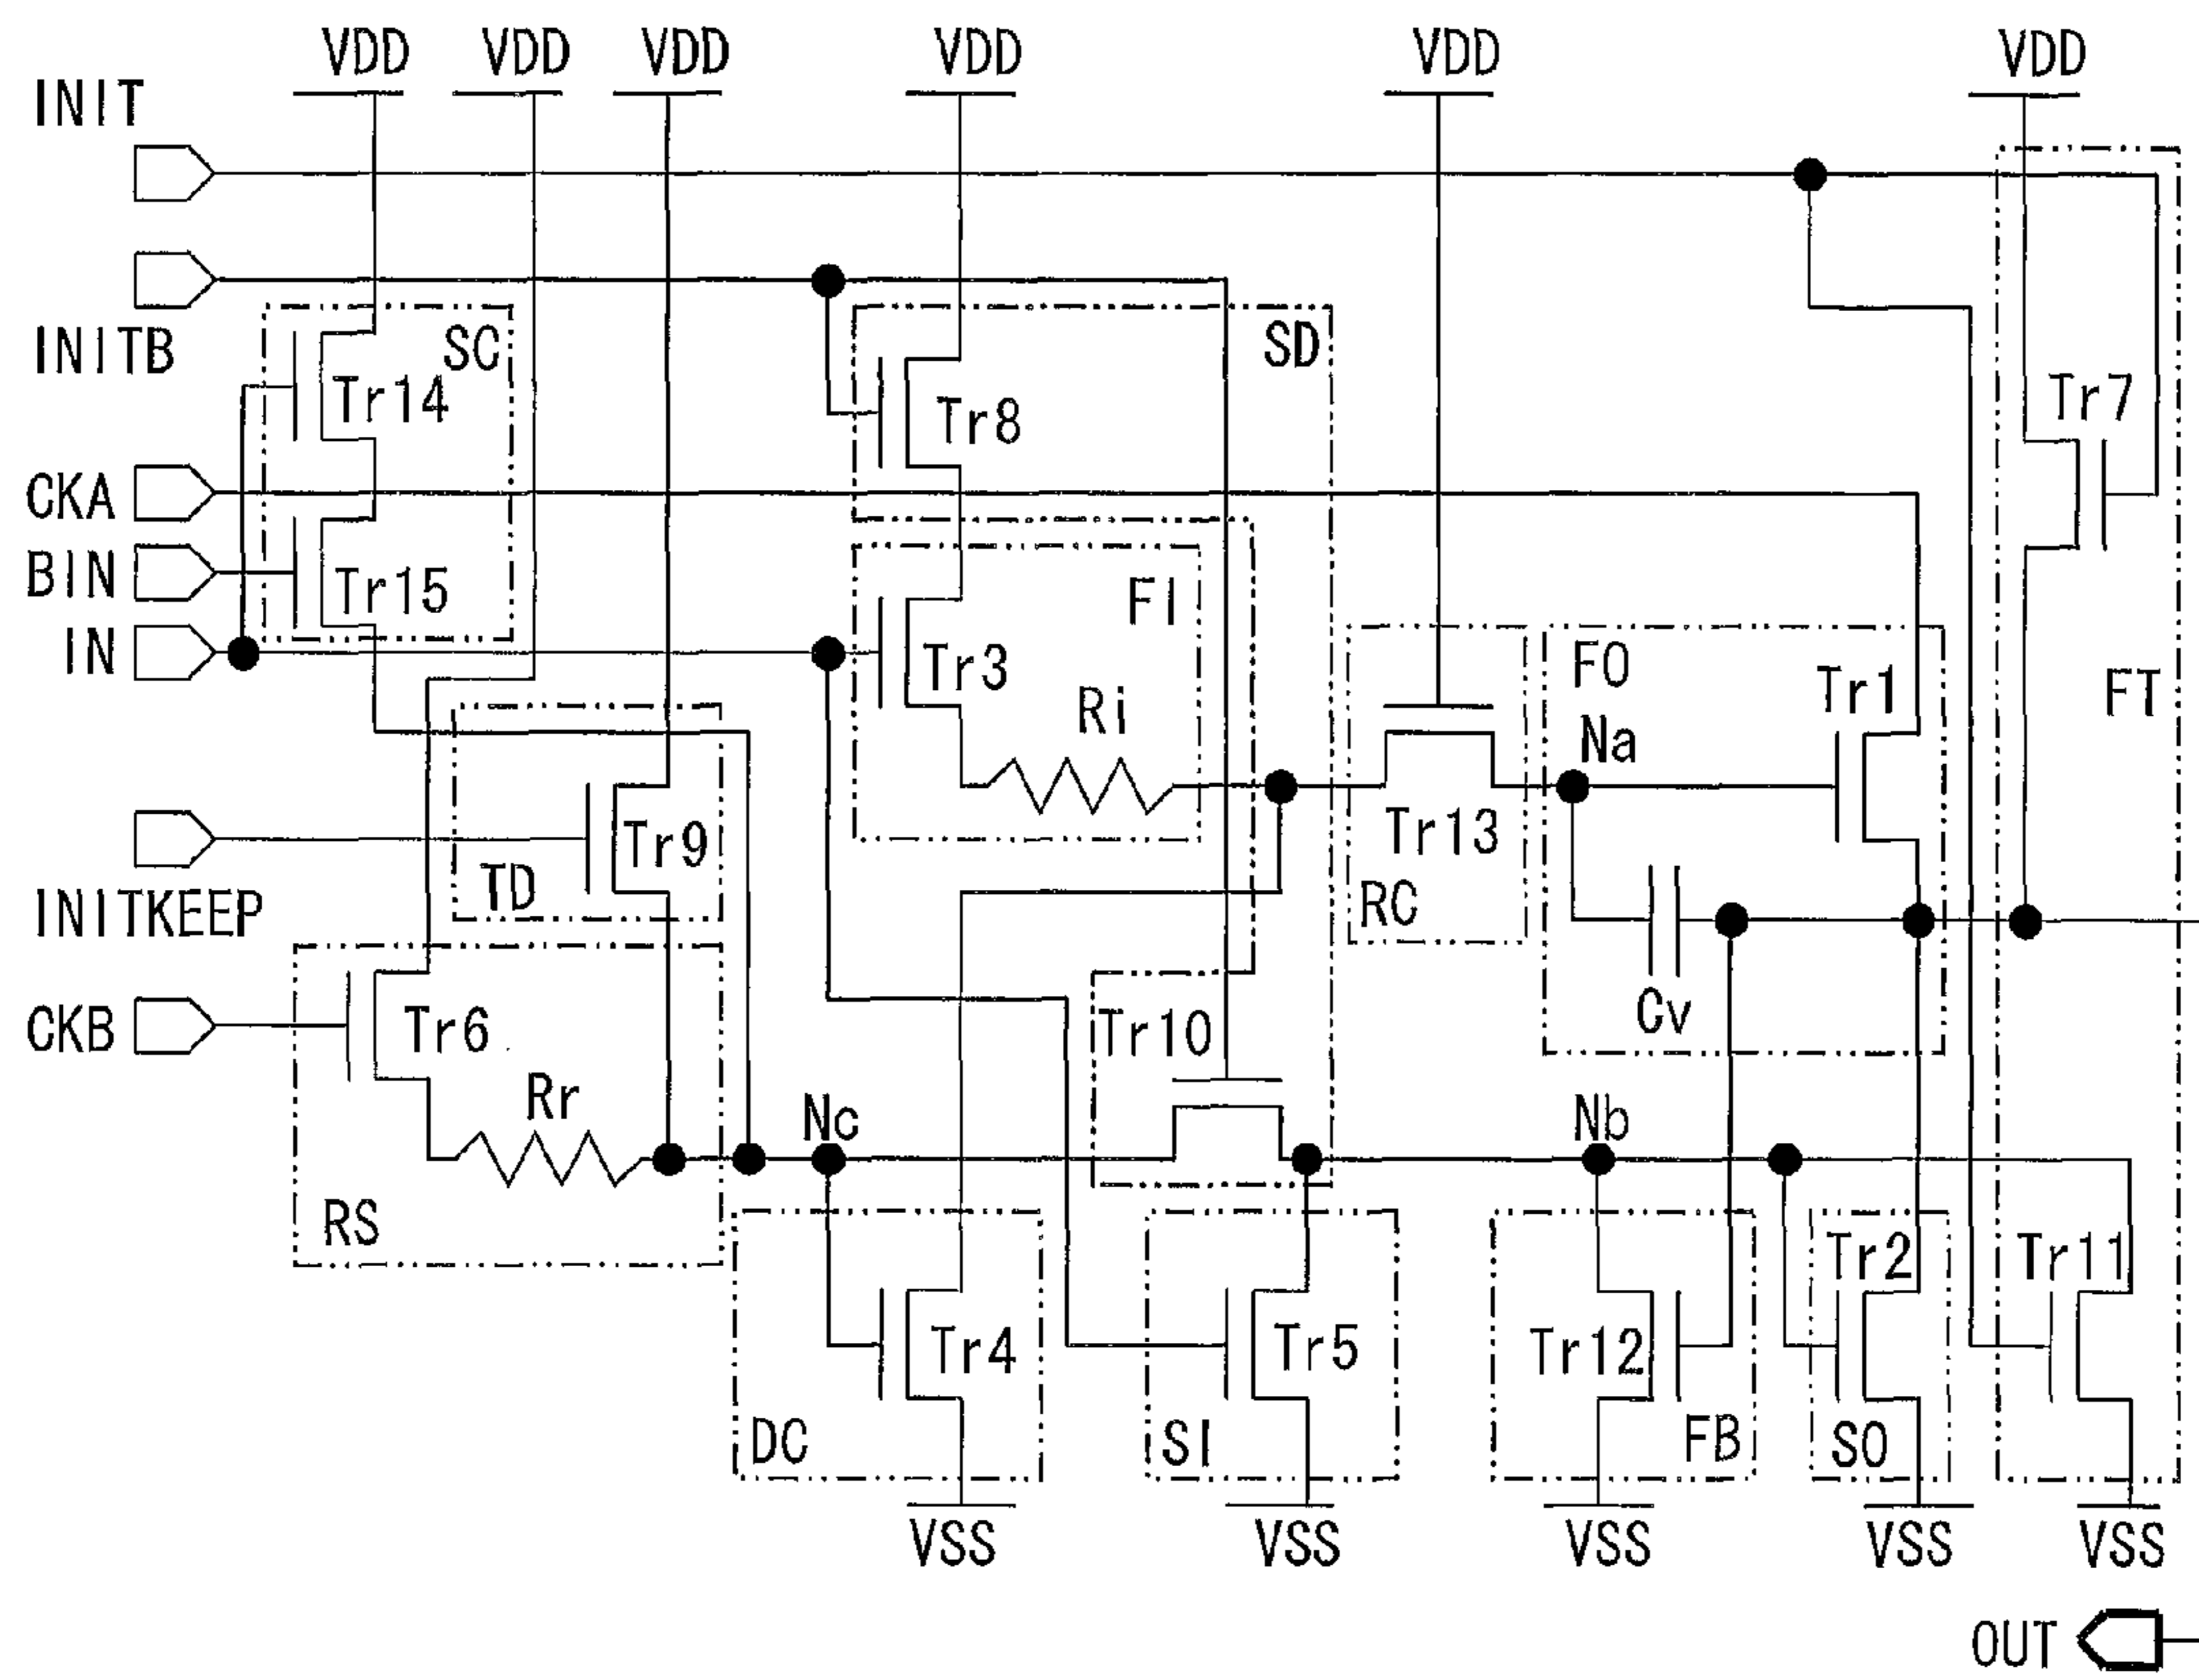 VDD VDD VDD VDD VDD VDD
INIT
INITB
SC
SD
Tr14
Tr8
Tr7
CKA
BIN
Tr15
FI
IN
Tr3
Ri
FO
Tr1
FT
Na
Tr9
Tr13
TD
RC
INITKEEP
CKB
Tr6
Tr10
Cv
Rr
Nc
Nb
RS
Tr2
Tr11
Tr4
Tr5
Tr12
DC
SI
FB
SO
VSS VSS VSS VSS VSS
OUT